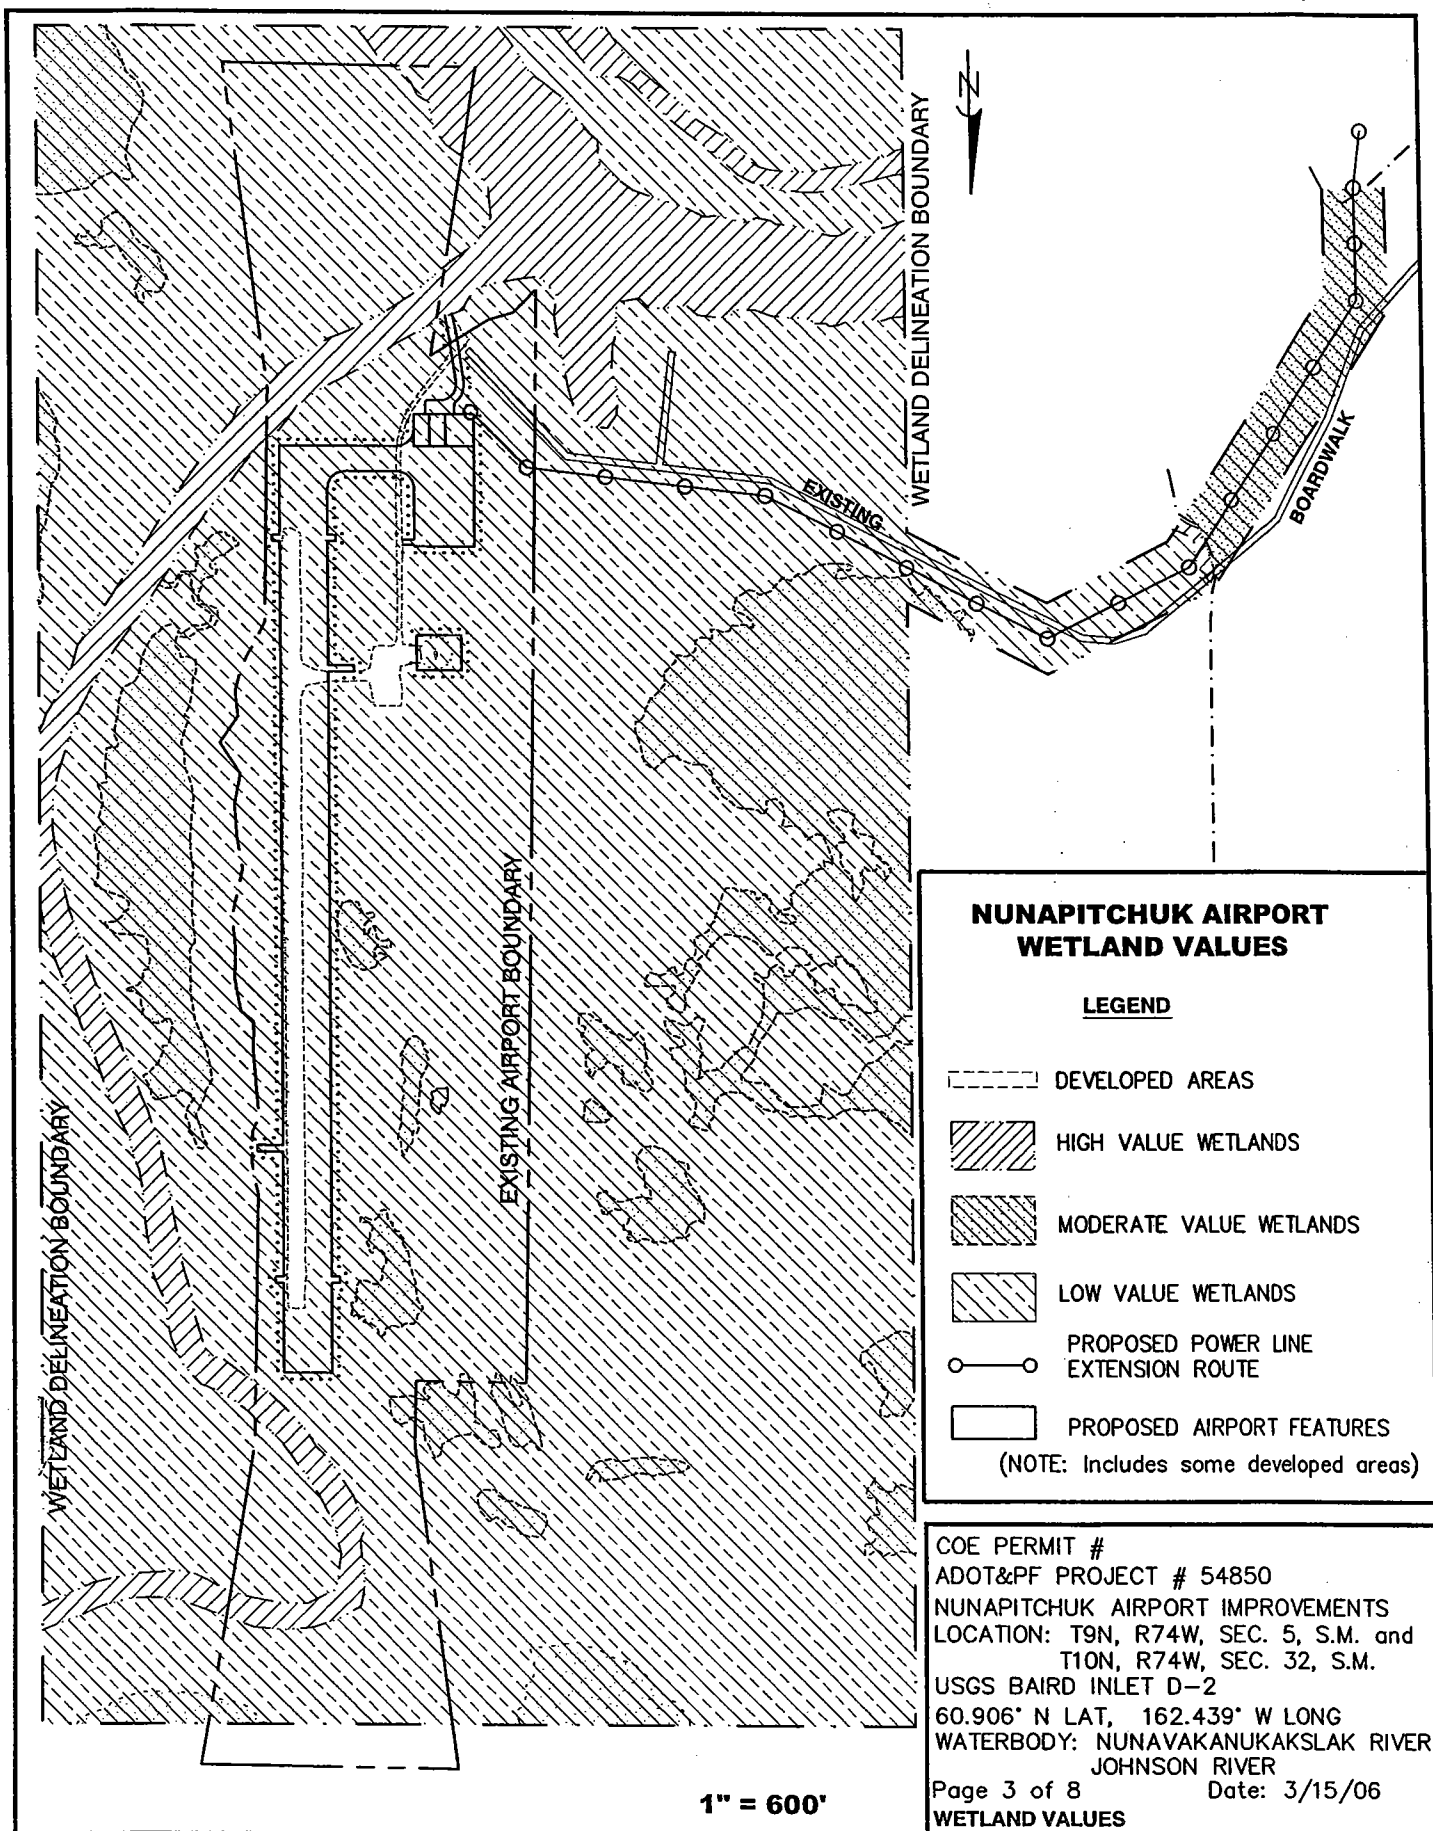 N
WETLAND DELINEATION BOUNDARY
EXISTING
BOARDWALK
EXISTING AIRPORT BOUNDARY
WETLAND DELINEATION BOUNDARY
NUNAPITCHUK AIRPORT
WETLAND VALUES
LEGEND
DEVELOPED AREAS
HIGH VALUE WETLANDS
MODERATE VALUE WETLANDS
LOW VALUE WETLANDS
PROPOSED POWER LINE
EXTENSION ROUTE
PROPOSED AIRPORT FEATURES
(NOTE: Includes some developed areas)
COE PERMIT #
ADOT&PF PROJECT # 54850
NUNAPITCHUK AIRPORT IMPROVEMENTS
LOCATION: T9N, R74W, SEC. 5, S.M. and
T10N, R74W, SEC. 32, S.M.
USGS BAIRD INLET D-2
60.906° N LAT, 162.439° W LONG
WATERBODY: NUNAVAKANUKAKSLAK RIVER
JOHNSON RIVER
Page 3 of 8 Date: 3/15/06
WETLAND VALUES
1" = 600'